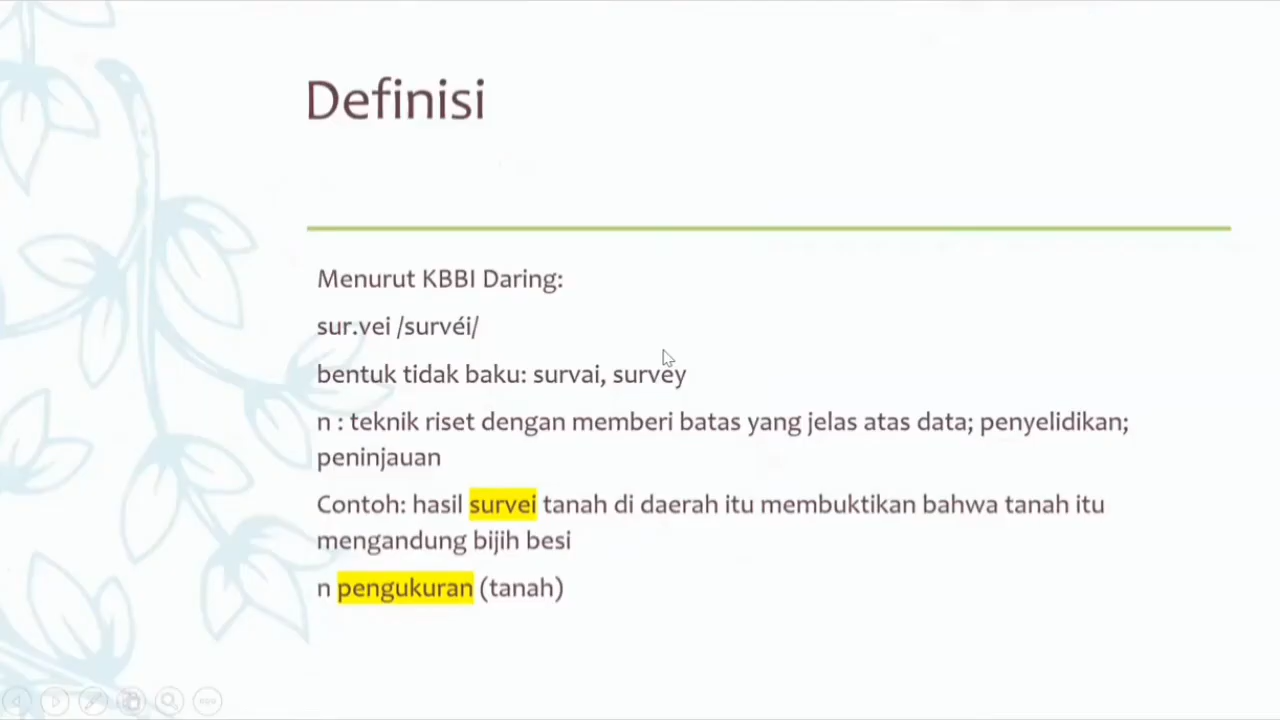 Definisi
Menurut KBBI Daring:
sur.vei /survéi/
bentuk tidak baku: survai, survey
n : teknik riset dengan memberi batas yang jelas atas data; penyelidikan;
peninjauan
Contoh: hasil survei tanah di daerah itu membuktikan bahwa tanah itu
mengandung bijih besi
n pengukuran (tanah)